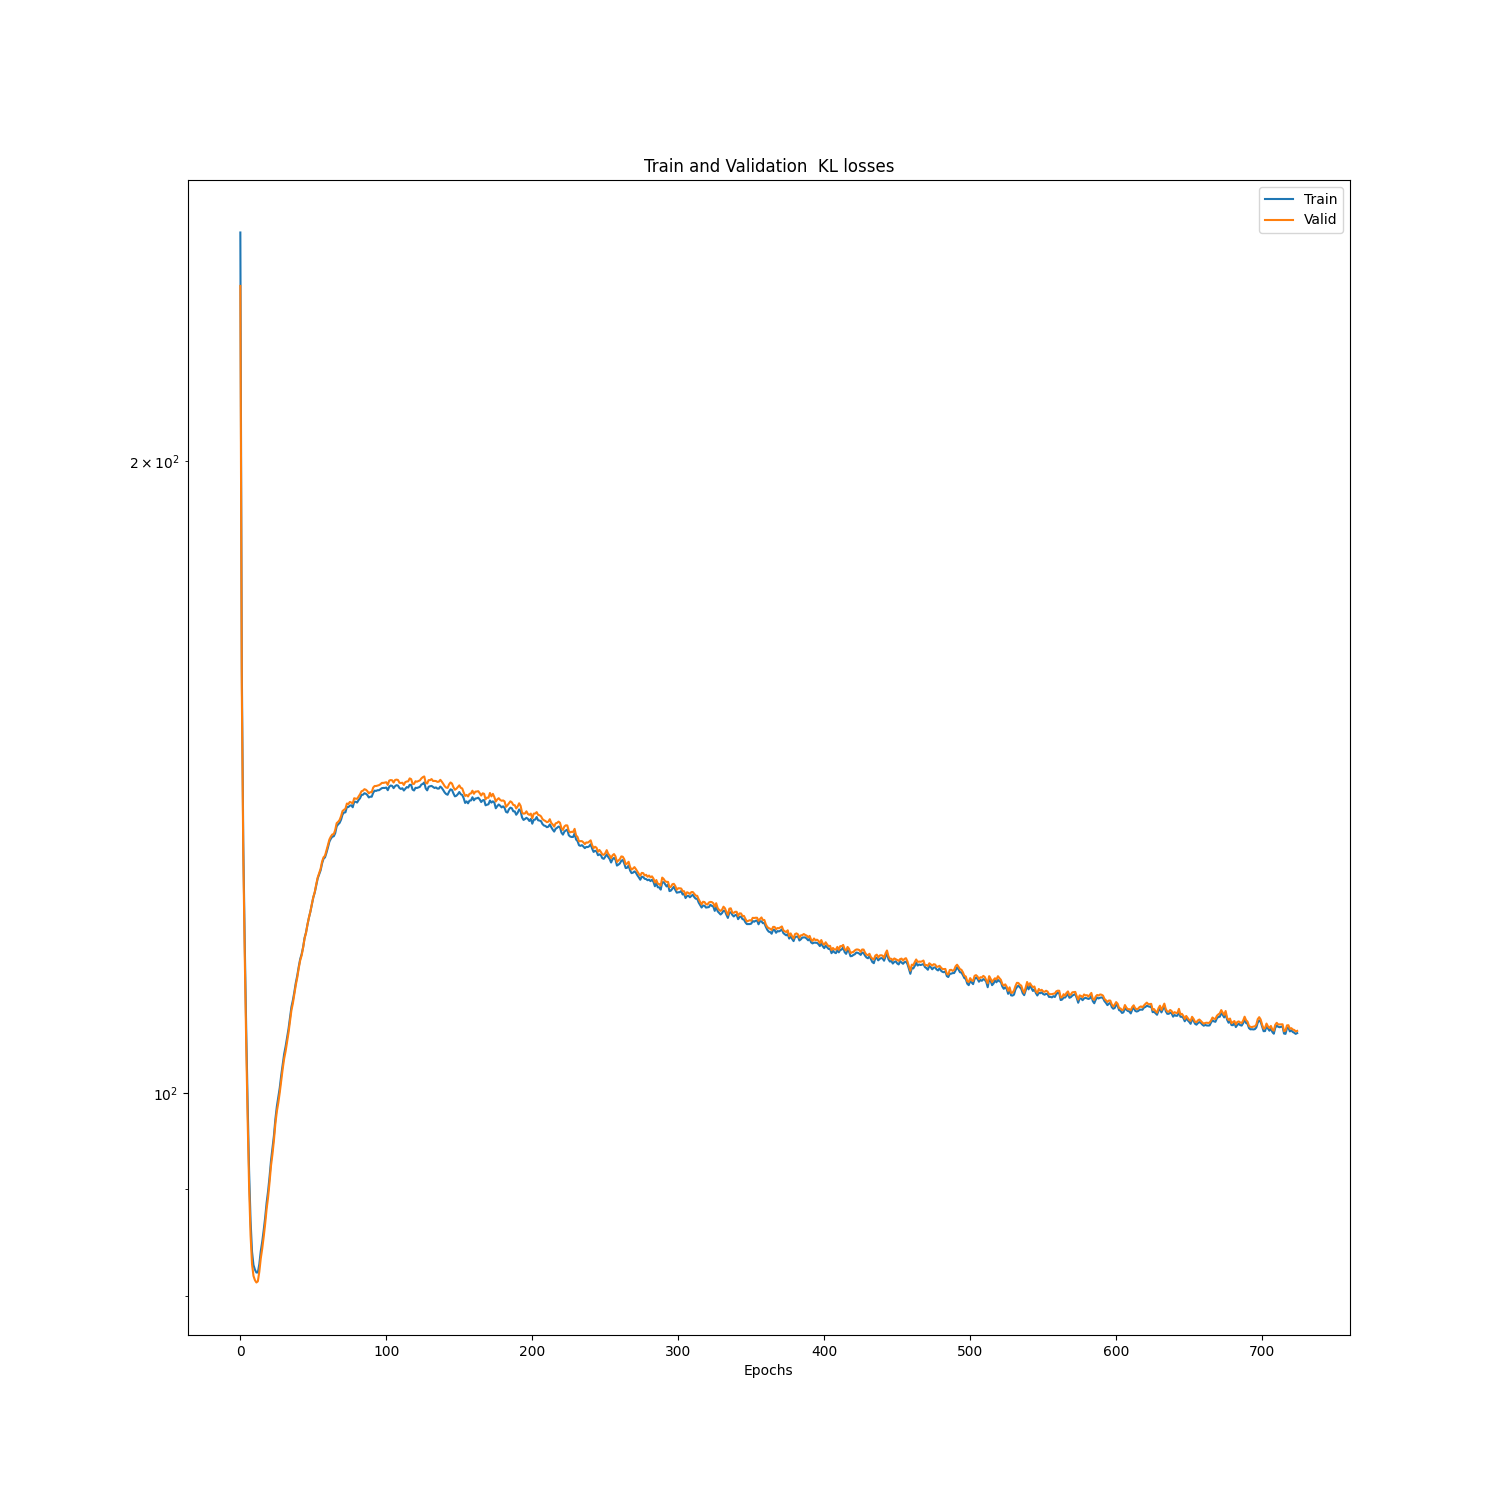 Train and Validation  KL losses
Train
Valid
2 × 10²
10²
0 100 200 300 400 500 600 700
Epochs